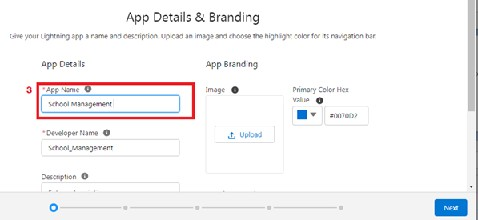 App Details & Branding
Give your Lightning app a name and description. Upload an image and choose the highlight color for its navigation bar.
App Details
App Branding
3
*App Name
School Management
Image
Primary Color Hex
Value
#0070D2
Upload
*Developer Name
School_Management
Description
Next